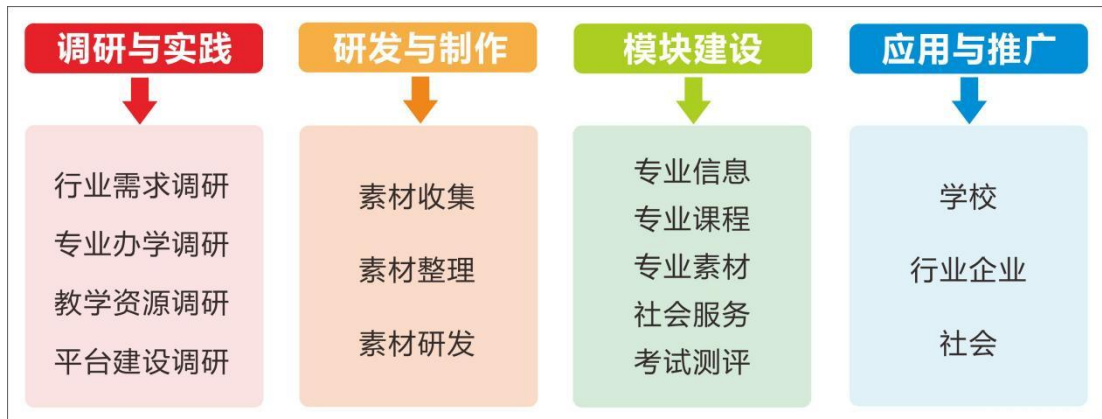 调研与实践
行业需求调研
专业办学调研
教学资源调研
平台建设调研
研发与制作
素材收集
素材整理
素材研发
模块建设
专业信息
专业课程
专业素材
社会服务
考试测评
应用与推广
学校
行业企业
社会